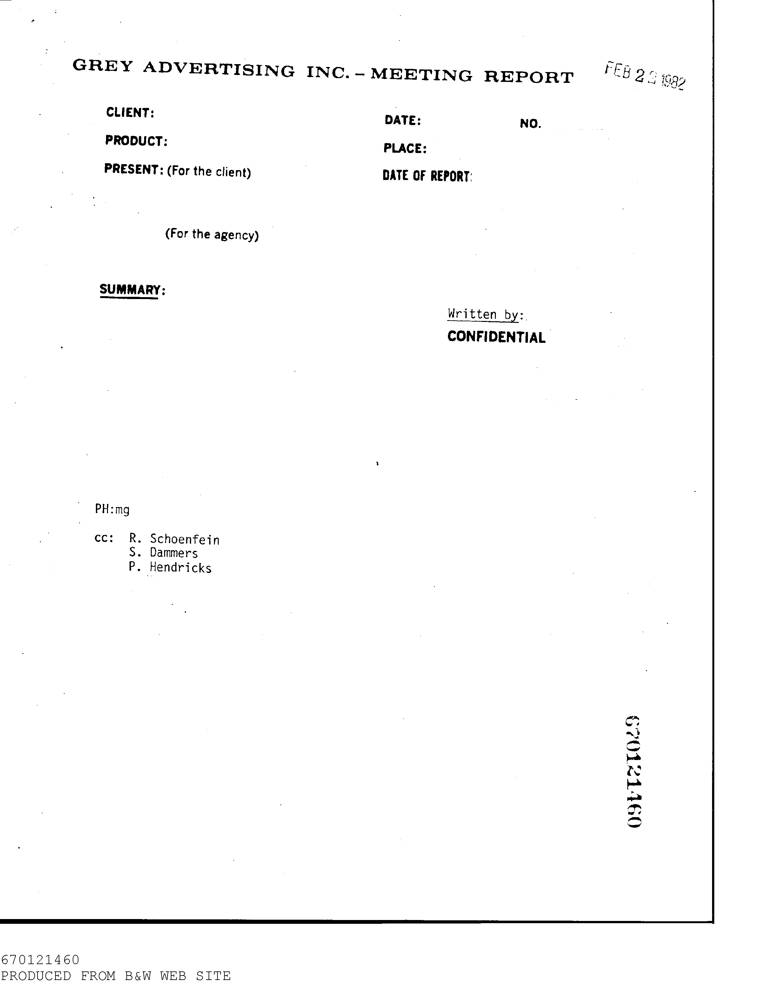 GREY ADVERTISING INC. – MEETING REPORT
FEB 2 1982
CLIENT:
DATE:
NO.
PRODUCT:
PLACE:
PRESENT: (For the client)
DATE OF REPORT:
(For the agency)
SUMMARY:
Written by:
CONFIDENTIAL
PH:mg
cc: R. Schoenfein
S. Dammers
P. Hendricks
670121460
670121460
PRODUCED FROM B&W WEB SITE